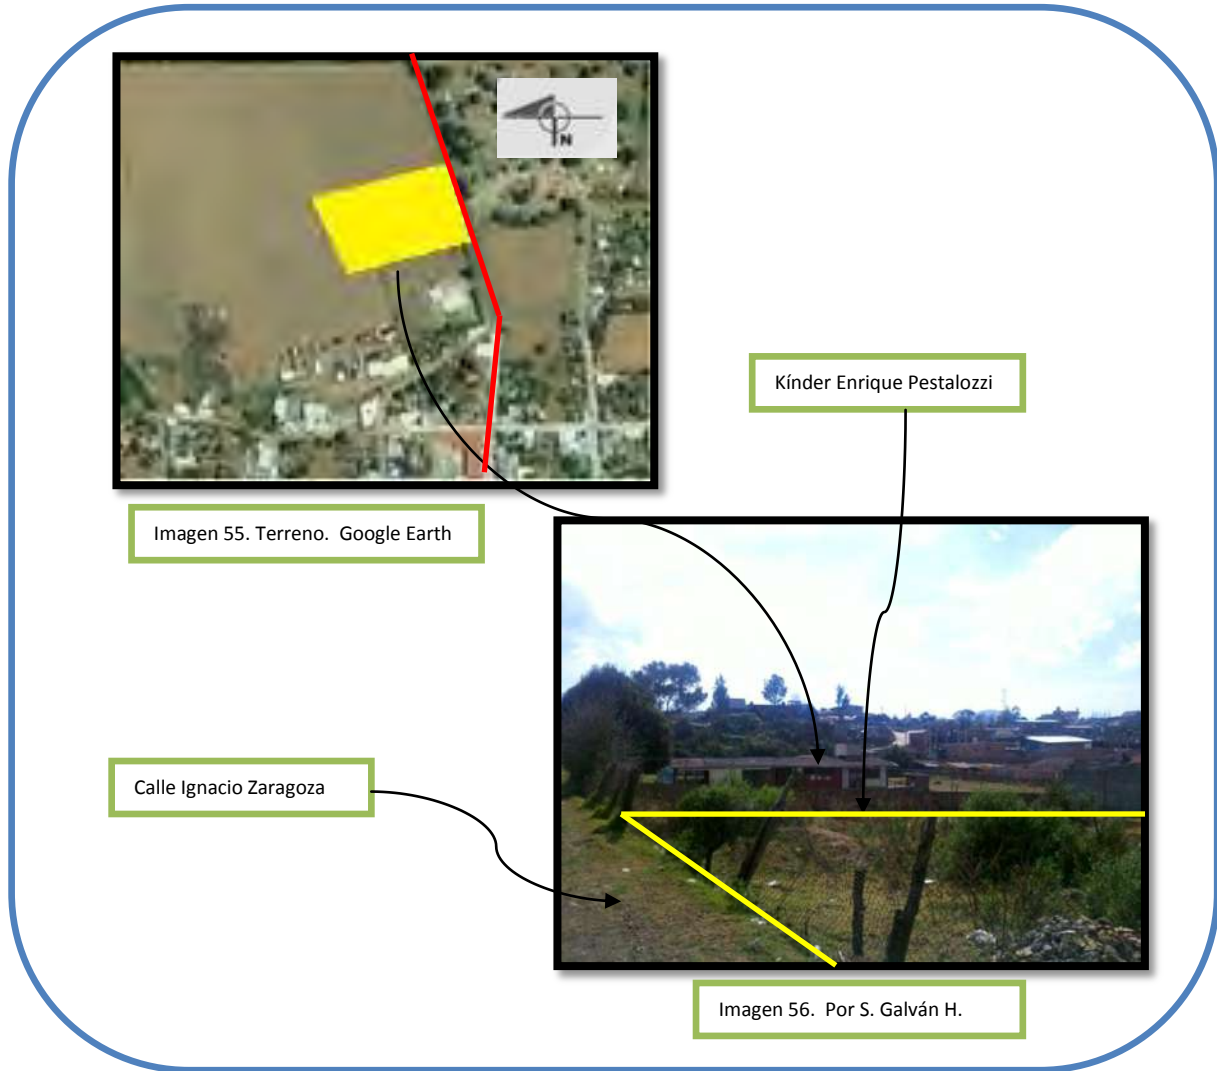 N
Kínder Enrique Pestalozzi
Imagen 55. Terreno. Google Earth
Calle Ignacio Zaragoza
Imagen 56. Por S. Galván H.